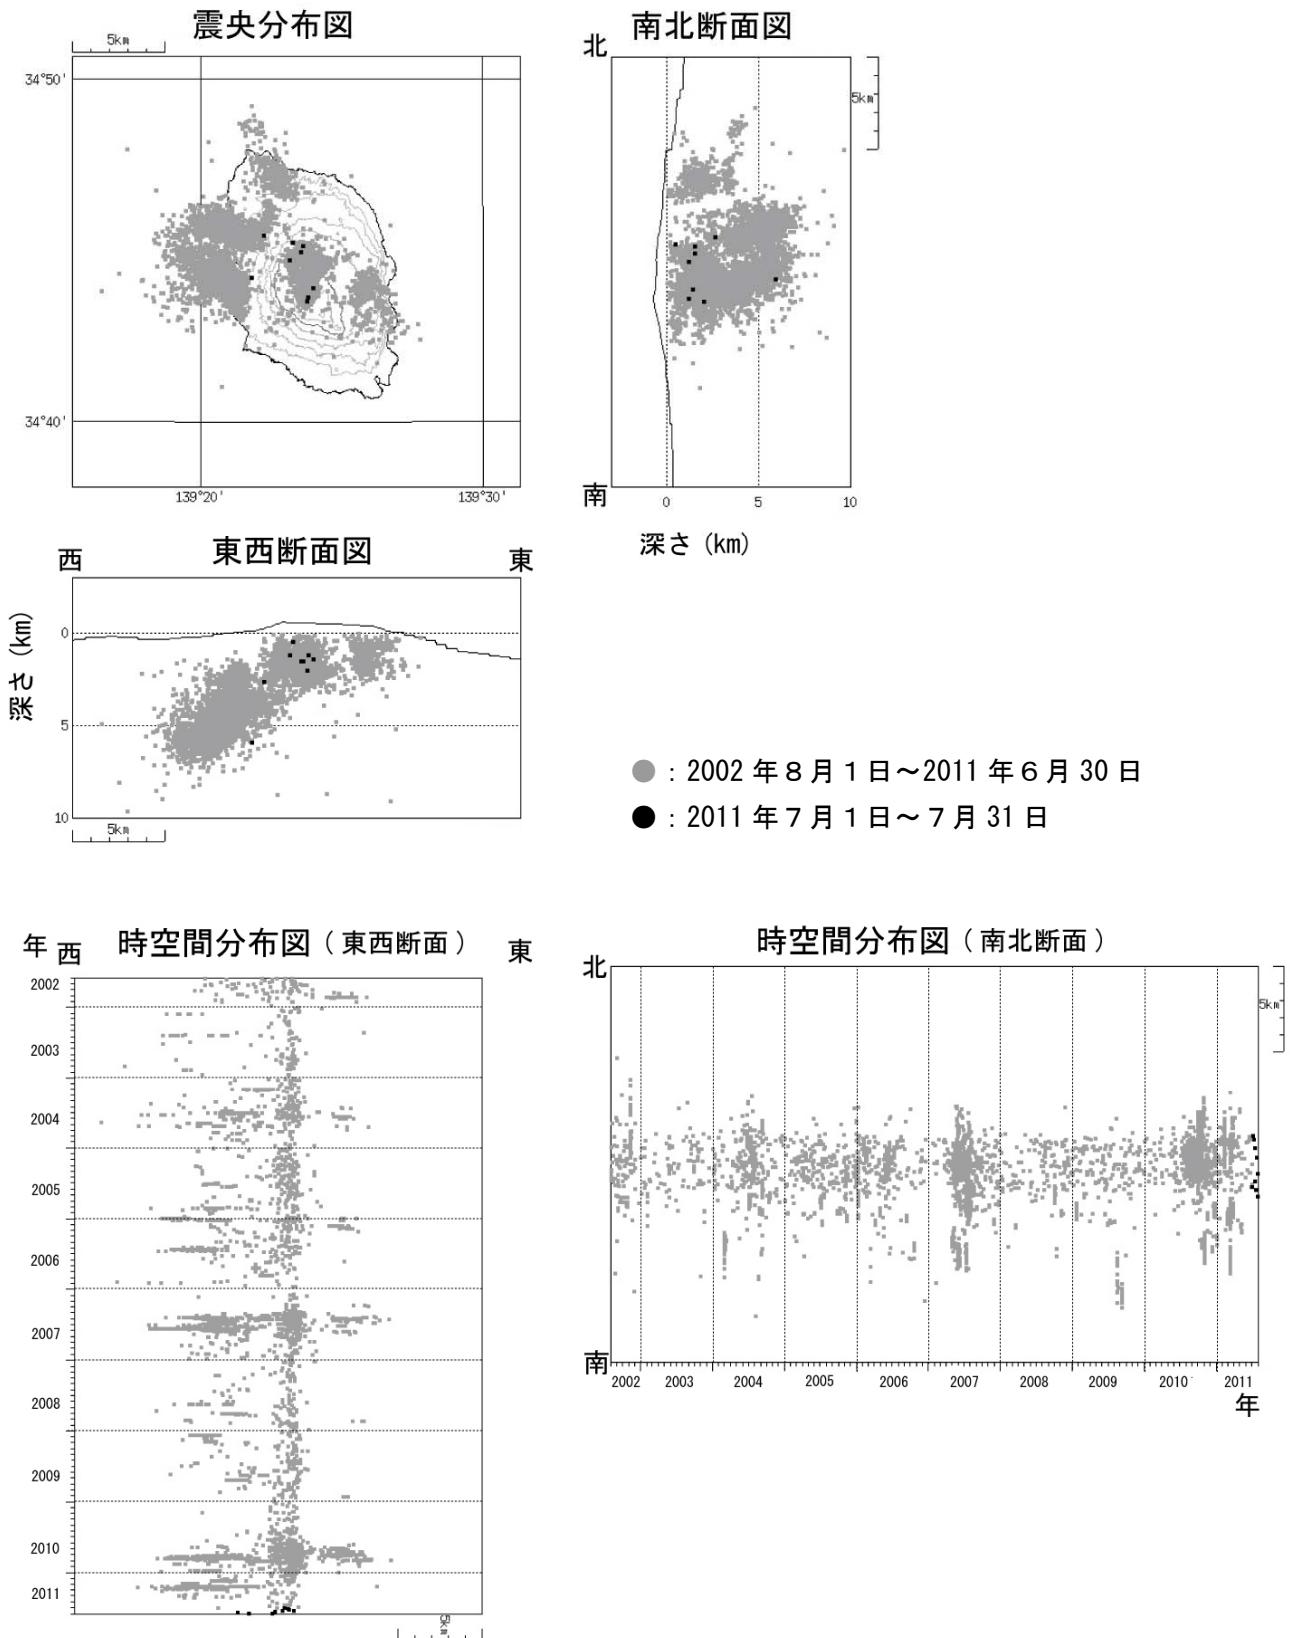 震央分布図
5km
34°50'
34°40'
139°20'
139°30'
南北断面図
北
南
5km
0
5
10
深さ (km)
東西断面図
西
東
深さ (km)
0
5
10
5km
: 2002 年８月１日～2011 年６月 30 日
: 2011 年７月１日～７月 31 日
時空間分布図（東西断面）
年
西
東
2002
2003
2004
2005
2006
2007
2008
2009
2010
2011
5km
時空間分布図（南北断面）
北
南
5km
2002
2003
2004
2005
2006
2007
2008
2009
2010
2011
年